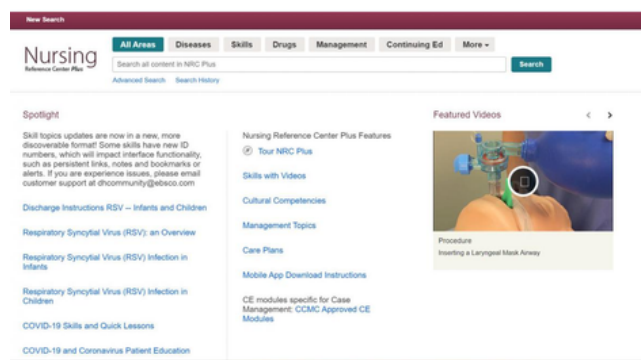 New Search
Nursing
Reference Center Plus
All Areas
Diseases
Skills
Drugs
Management
Continuing Ed
More
Search all content in NRC Plus
Search
Advanced Search
Search History
Spotlight
Skill topics updates are now in a new, more
discoverable format! Some skills have new ID
numbers, which will impact interface functionality,
such as persistent links, notes and bookmarks or
alerts. If you are experience issues, please email
customer support at dhcommunity@ebsco.com
Discharge Instructions RSV -- Infants and Children
Respiratory Syncytial Virus (RSV): an Overview
Respiratory Syncytial Virus (RSV) Infection in
Infants
Respiratory Syncytial Virus (RSV) Infection in
Children
COVID-19 Skills and Quick Lessons
COVID-19 and Coronavirus Patient Education
Nursing Reference Center Plus Features
Tour NRC Plus
Skills with Videos
Cultural Competencies
Management Topics
Care Plans
Mobile App Download Instructions
CE modules specific for Case
Management: CCMC Approved CE
Modules
Featured Videos
Procedure
Inserting a Laryngeal Mask Airway